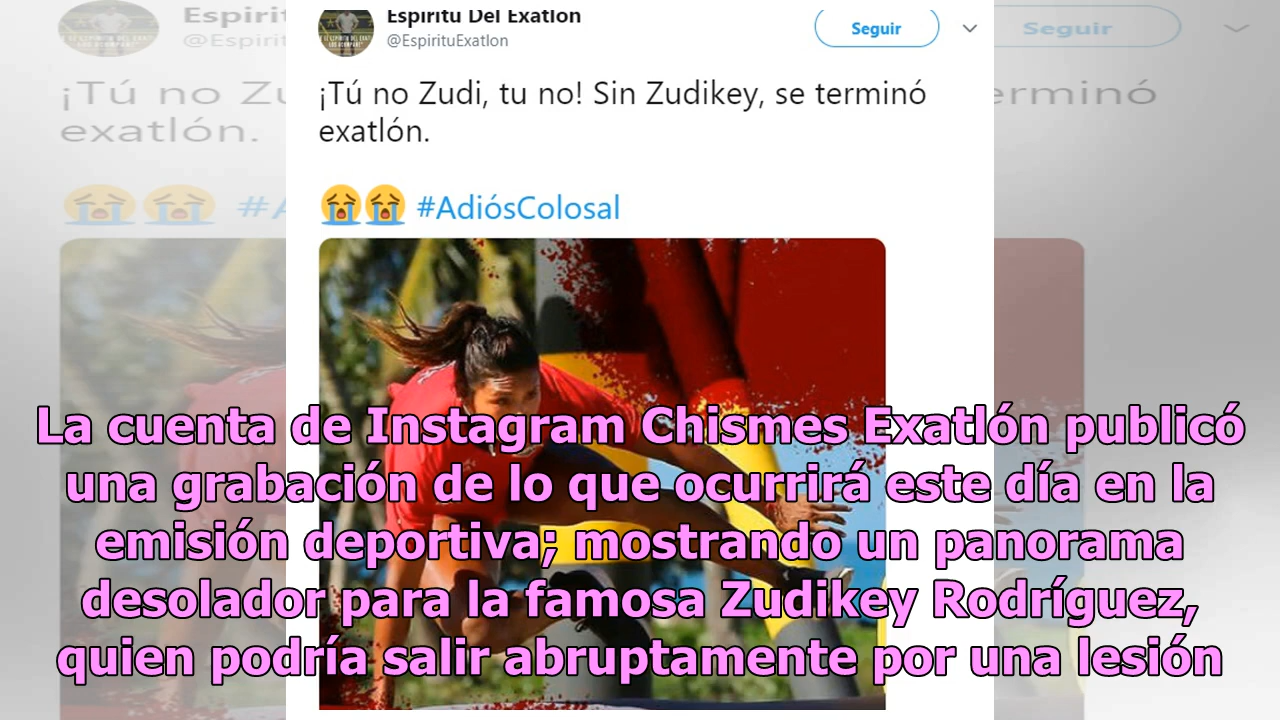 Espíritu Del Exatlón
@EspirituExatlon
Seguir
¡Tú no Zudi, tu no! Sin Zudikey, se terminó
exatlón.
😭😭 #AdiósColosal
La cuenta de Instagram Chismes Exatlón publicó
una grabación de lo que ocurrirá este día en la
emisión deportiva; mostrando un panorama
desolador para la famosa Zudikey Rodríguez,
quien podría salir abruptamente por una lesión